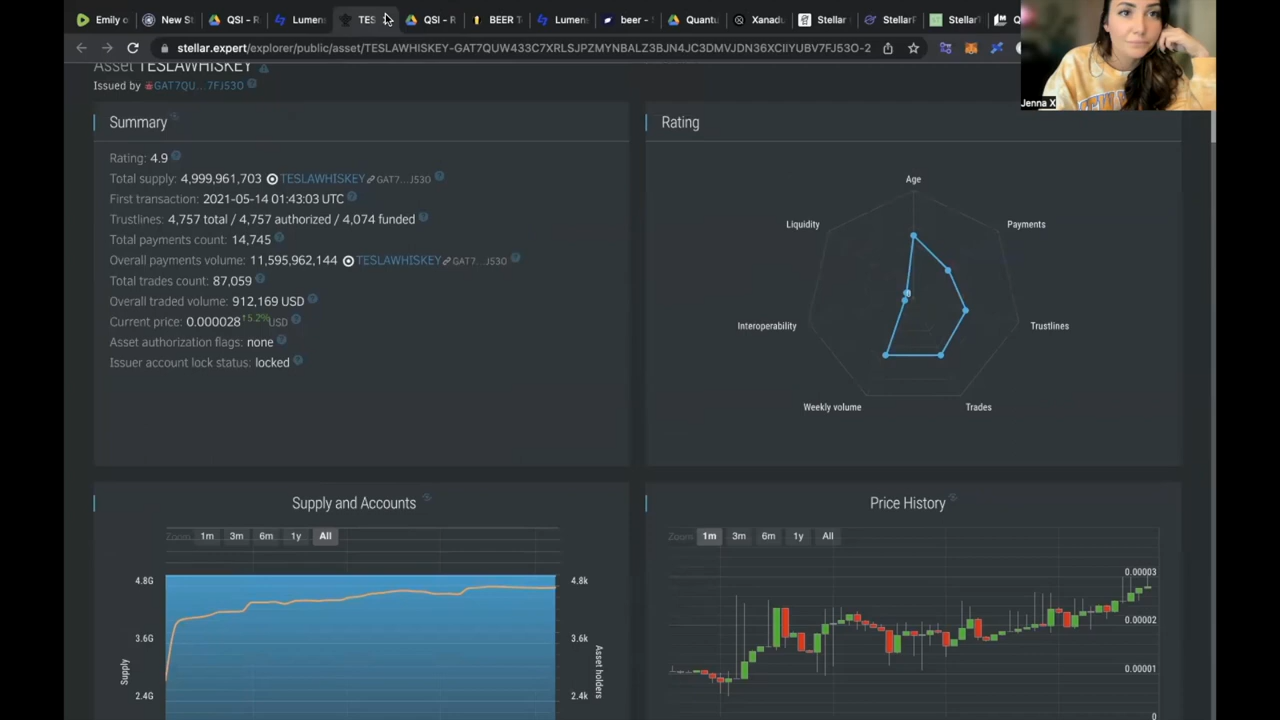 Emily o
New St
QSI - R
Lumens
TES
QSI - R
BEER T
Lumens
beer -
Quantu
Xanadu
Stellar
StellarF
StellarT
stellar.expert/explorer/public/asset/TESLAWHISKEY-GAT7QUW433C7XRLSJPZMYNBALZ3BJN4JC3DMVJDN36XCIIYUBV7FJ53O-2
Jenna X
Asset TESLAWHISKEY
Issued by GAT7QU...7FJ53O
Summary
Rating: 4.9
Total supply: 4,999,961,703 TESLAWHISKEY GAT7...J53O
First transaction: 2021-05-14 01:43:03 UTC
Trustlines: 4,757 total / 4,757 authorized / 4,074 funded
Total payments count: 14,745
Overall payments volume: 11,595,962,144 TESLAWHISKEY GAT7...J53O
Total trades count: 87,059
Overall traded volume: 912,169 USD
Current price: 0.000028 ↑5.2% USD
Asset authorization flags: none
Issuer account lock status: locked
Rating
Age
Liquidity
Payments
Interoperability
Trustlines
Weekly volume
Trades
Supply and Accounts
Zoom 1m 3m 6m 1y All
4.8G
4.8k
3.6G
3.6k
2.4G
2.4k
Supply
Asset holders
Price History
Zoom 1m 3m 6m 1y All
0.00003
0.00002
0.00001
0